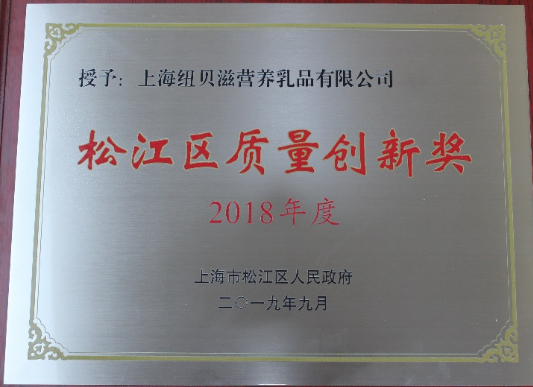 授予：上海纽贝滋营养乳品有限公司
松江区质量创新奖
2018年度
上海市松江区人民政府
二〇一九年九月